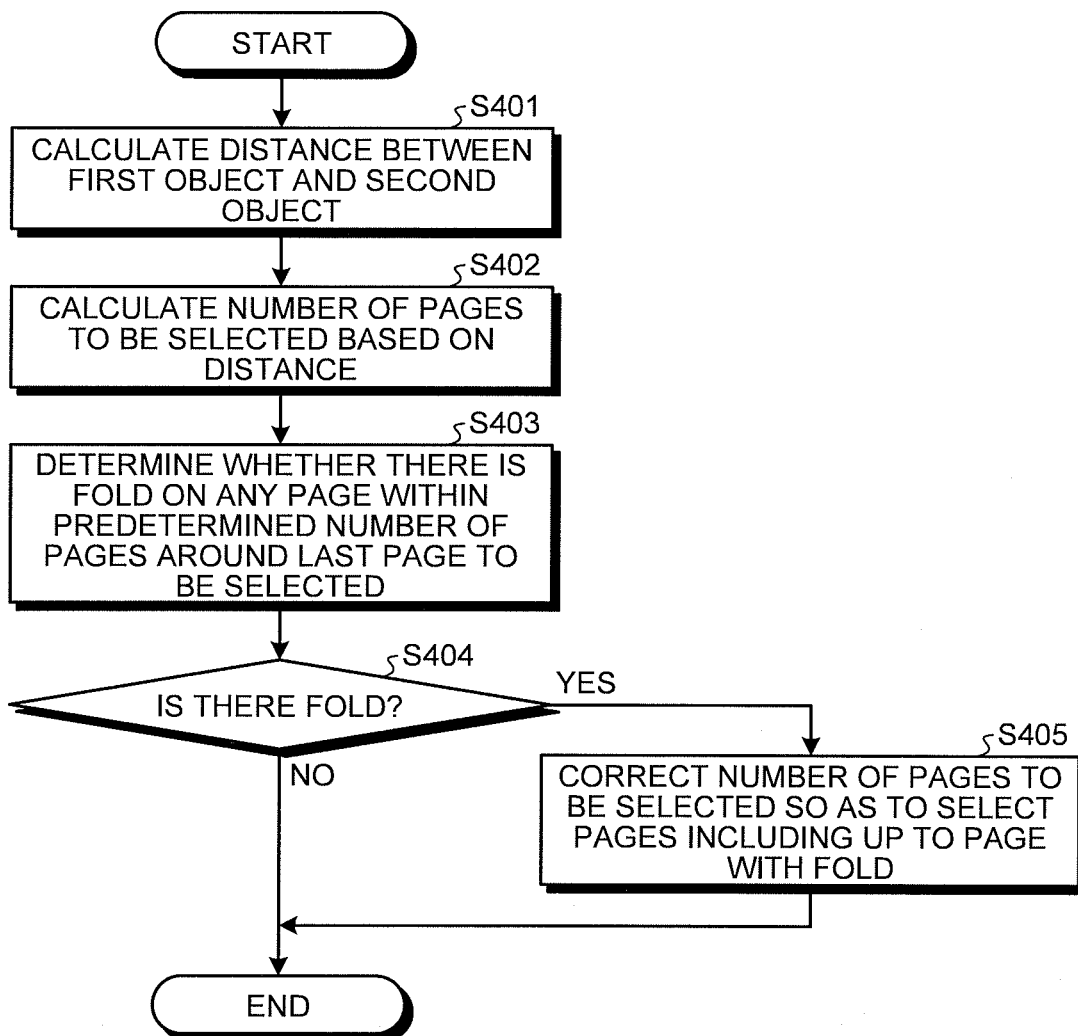 START
S401
CALCULATE DISTANCE BETWEEN
FIRST OBJECT AND SECOND
OBJECT
S402
CALCULATE NUMBER OF PAGES
TO BE SELECTED BASED ON
DISTANCE
S403
DETERMINE WHETHER THERE IS
FOLD ON ANY PAGE WITHIN
PREDETERMINED NUMBER OF
PAGES AROUND LAST PAGE TO
BE SELECTED
S404
IS THERE FOLD?
YES
NO
S405
CORRECT NUMBER OF PAGES TO
BE SELECTED SO AS TO SELECT
PAGES INCLUDING UP TO PAGE
WITH FOLD
END